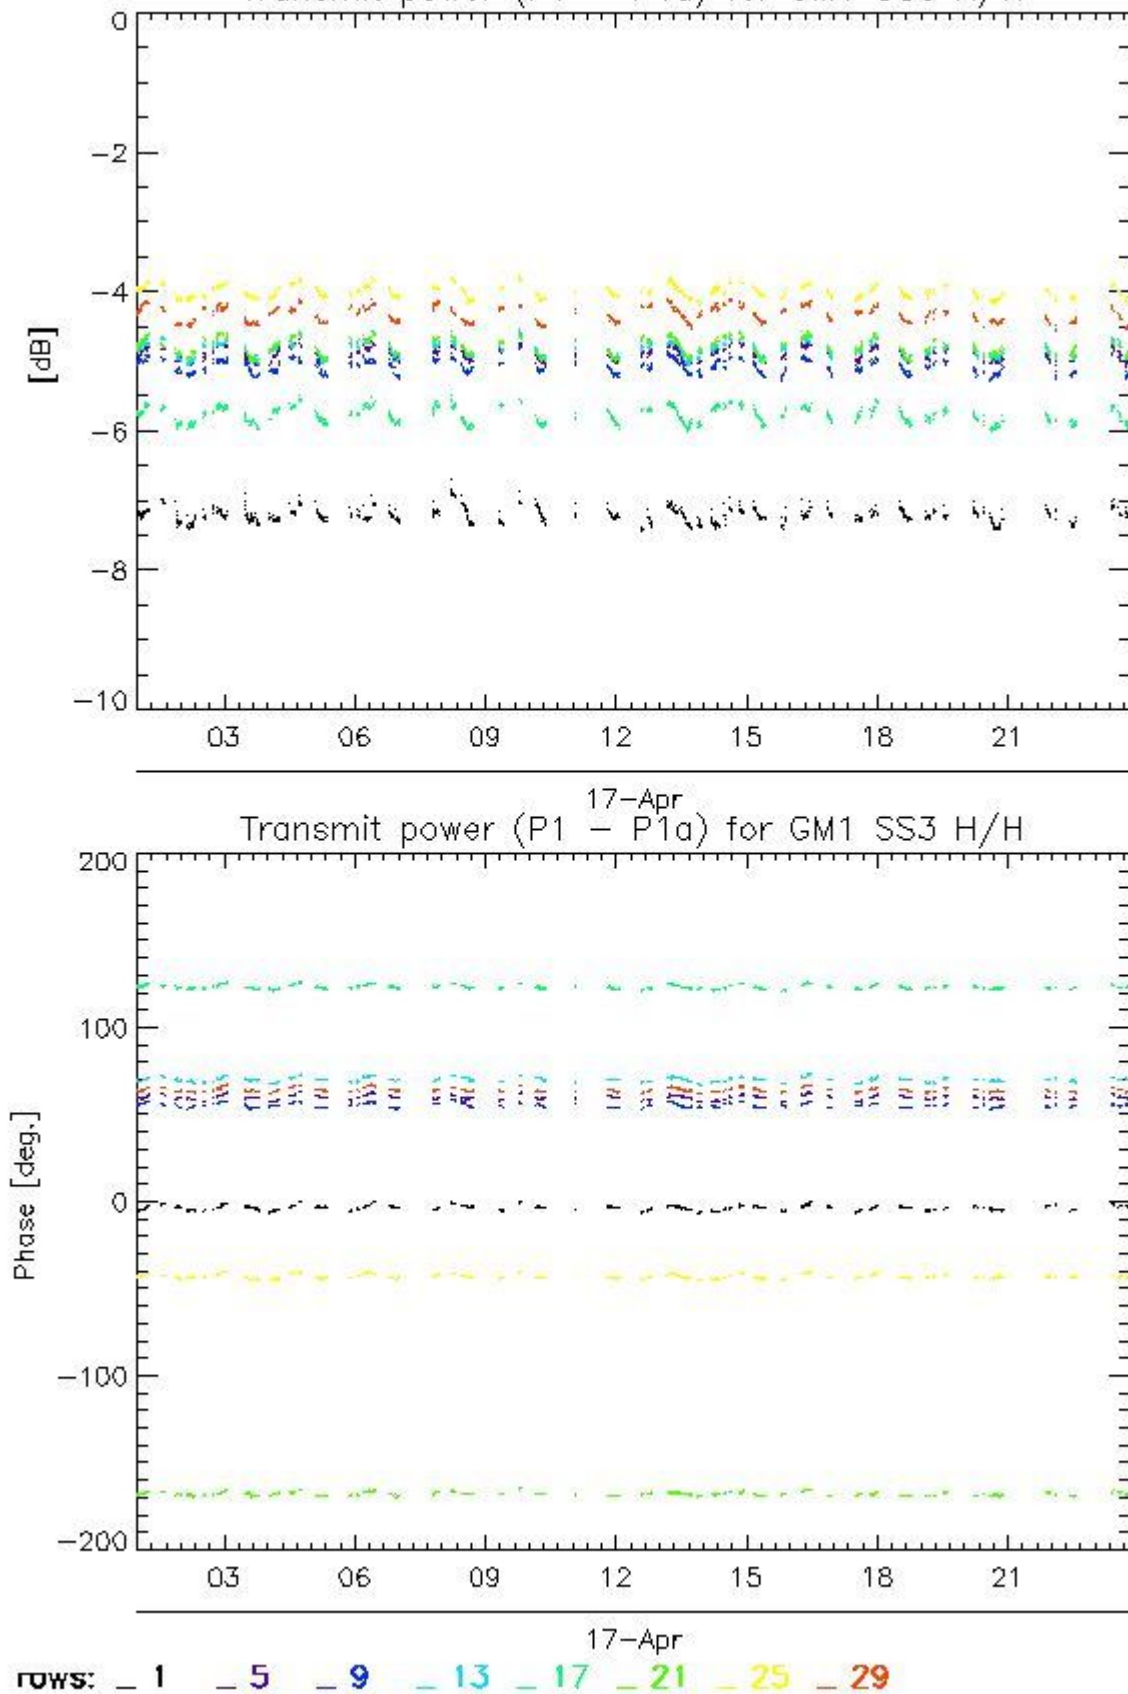 0
−2
−4
[dB]
−6
−8
−10
03 06 09 12 15 18 21
17−Apr
Transmit power (P1 − P1a) for GM1 SS3 H/H
200
100
0
Phase [deg.]
−100
−200
03 06 09 12 15 18 21
17−Apr
rows: _ 1 _ 5 _ 9 _ 13 _ 17 _ 21 _ 25 _ 29